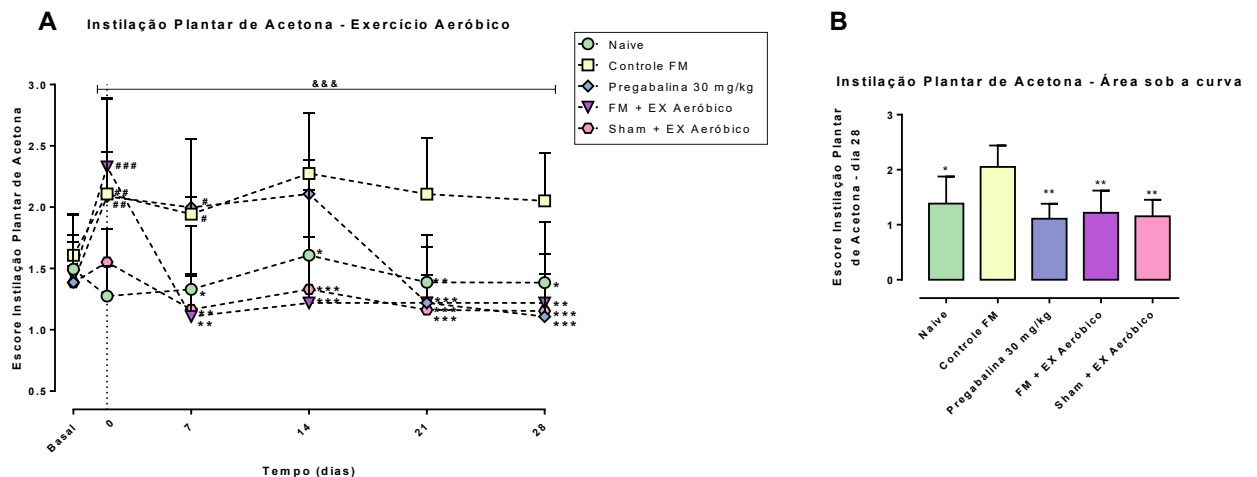 A
Instilação Plantar de Acetona - Exercício Aeróbico
Naive
Controle FM
Pregabalina 30 mg/kg
FM + EX Aeróbico
Sham + EX Aeróbico
&&&
3.0
2.5
2.0
1.5
1.0
0.5
Escore Instilação Plantar de Acetona
###
##
##
#
#
*
**
**
*
***
***
**
***
***
***
*
**
***
***
Basal
0
7
14
21
28
Tempo (dias)
B
Instilação Plantar de Acetona - Área sob a curva
Escore Instilação Plantar
de Acetona - dia 28
3
2
1
0
*
**
**
**
Naive
Controle FM
Pregabalina 30 mg/kg
FM + EX Aeróbico
Sham + EX Aeróbico